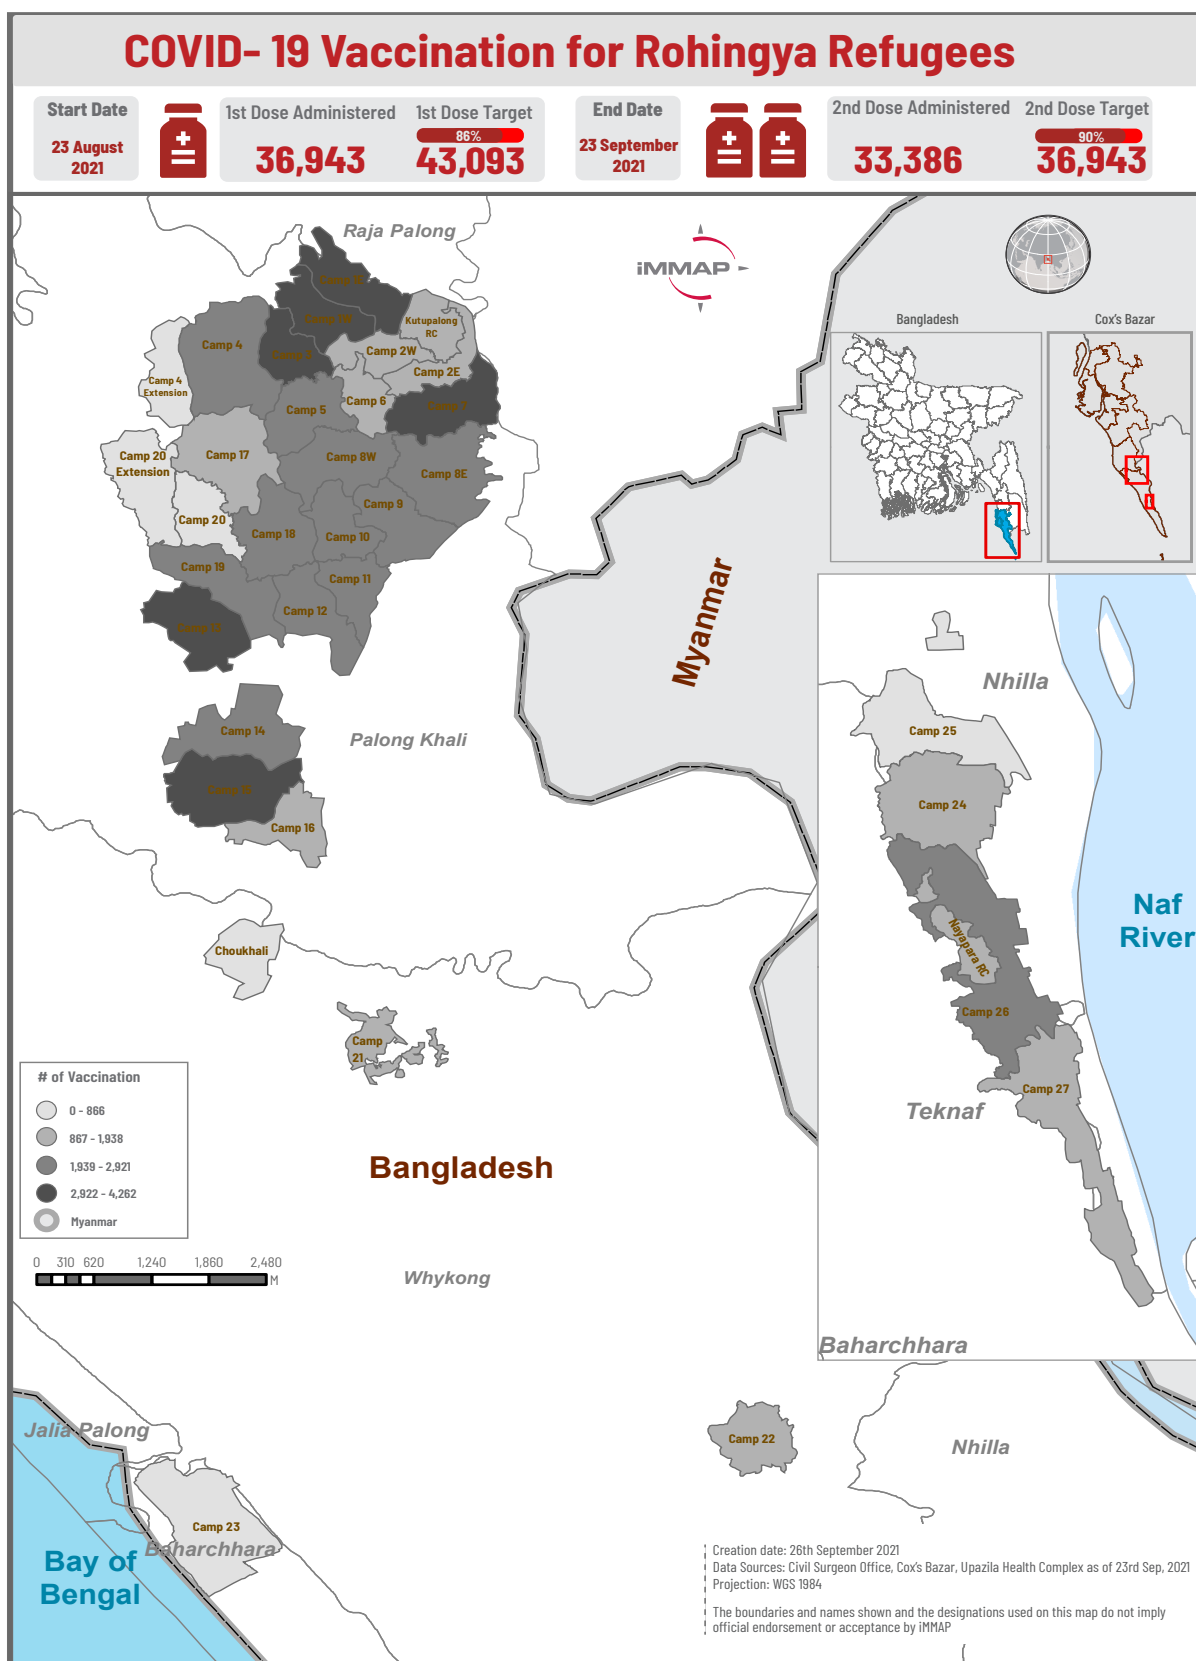 COVID- 19 Vaccination for Rohingya Refugees
Start Date
23 August
2021
1st Dose Administered
36,943
1st Dose Target
86%
43,093
End Date
23 September
2021
2nd Dose Administered
33,386
2nd Dose Target
90%
36,943
Raja Palong
iMMAP
Bangladesh
Cox's Bazar
Kutupalong
RC
Camp 4
Camp 2W
Camp 2E
Camp 4
Extension
Camp 6
Camp 5
Camp 7
Camp 20
Extension
Camp 17
Camp 8W
Camp 8E
Camp 9
Camp 20
Camp 18
Camp 10
Camp 19
Camp 11
Camp 12
Camp 13
Myanmar
Nhilla
Camp 14
Palong Khali
Camp 15
Camp 16
Camp 25
Camp 24
Naf
River
Nayapara RC
Choukhali
Camp 26
Camp
21
Camp 27
Teknaf
# of Vaccination
0 - 866
867 - 1,938
1,939 - 2,921
2,922 - 4,262
Myanmar
Bangladesh
0 310 620 1,240 1,860 2,480
M
Whykong
Baharchhara
Jalia Palong
Camp 22
Nhilla
Camp 23
Baharchhara
Bay of
Bengal
Creation date: 26th September 2021
Data Sources: Civil Surgeon Office, Cox's Bazar, Upazila Health Complex as of 23rd Sep, 2021
Projection: WGS 1984
The boundaries and names shown and the designations used on this map do not imply
official endorsement or acceptance by iMMAP